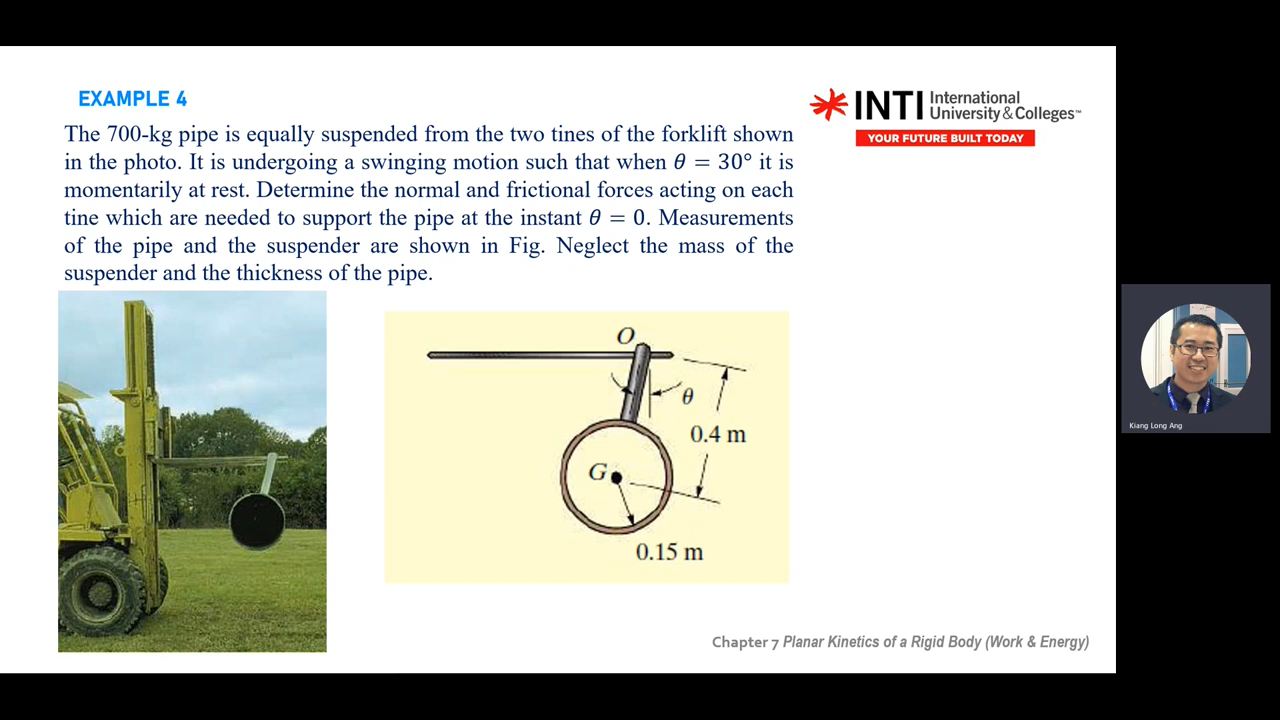 EXAMPLE 4
INTI International
University & Colleges™
YOUR FUTURE BUILT TODAY
The 700-kg pipe is equally suspended from the two tines of the forklift shown
in the photo. It is undergoing a swinging motion such that when θ = 30° it is
momentarily at rest. Determine the normal and frictional forces acting on each
tine which are needed to support the pipe at the instant θ = 0. Measurements
of the pipe and the suspender are shown in Fig. Neglect the mass of the
suspender and the thickness of the pipe.
O
θ
0.4 m
G
0.15 m
Kiang Long Ang
Chapter 7 Planar Kinetics of a Rigid Body (Work & Energy)